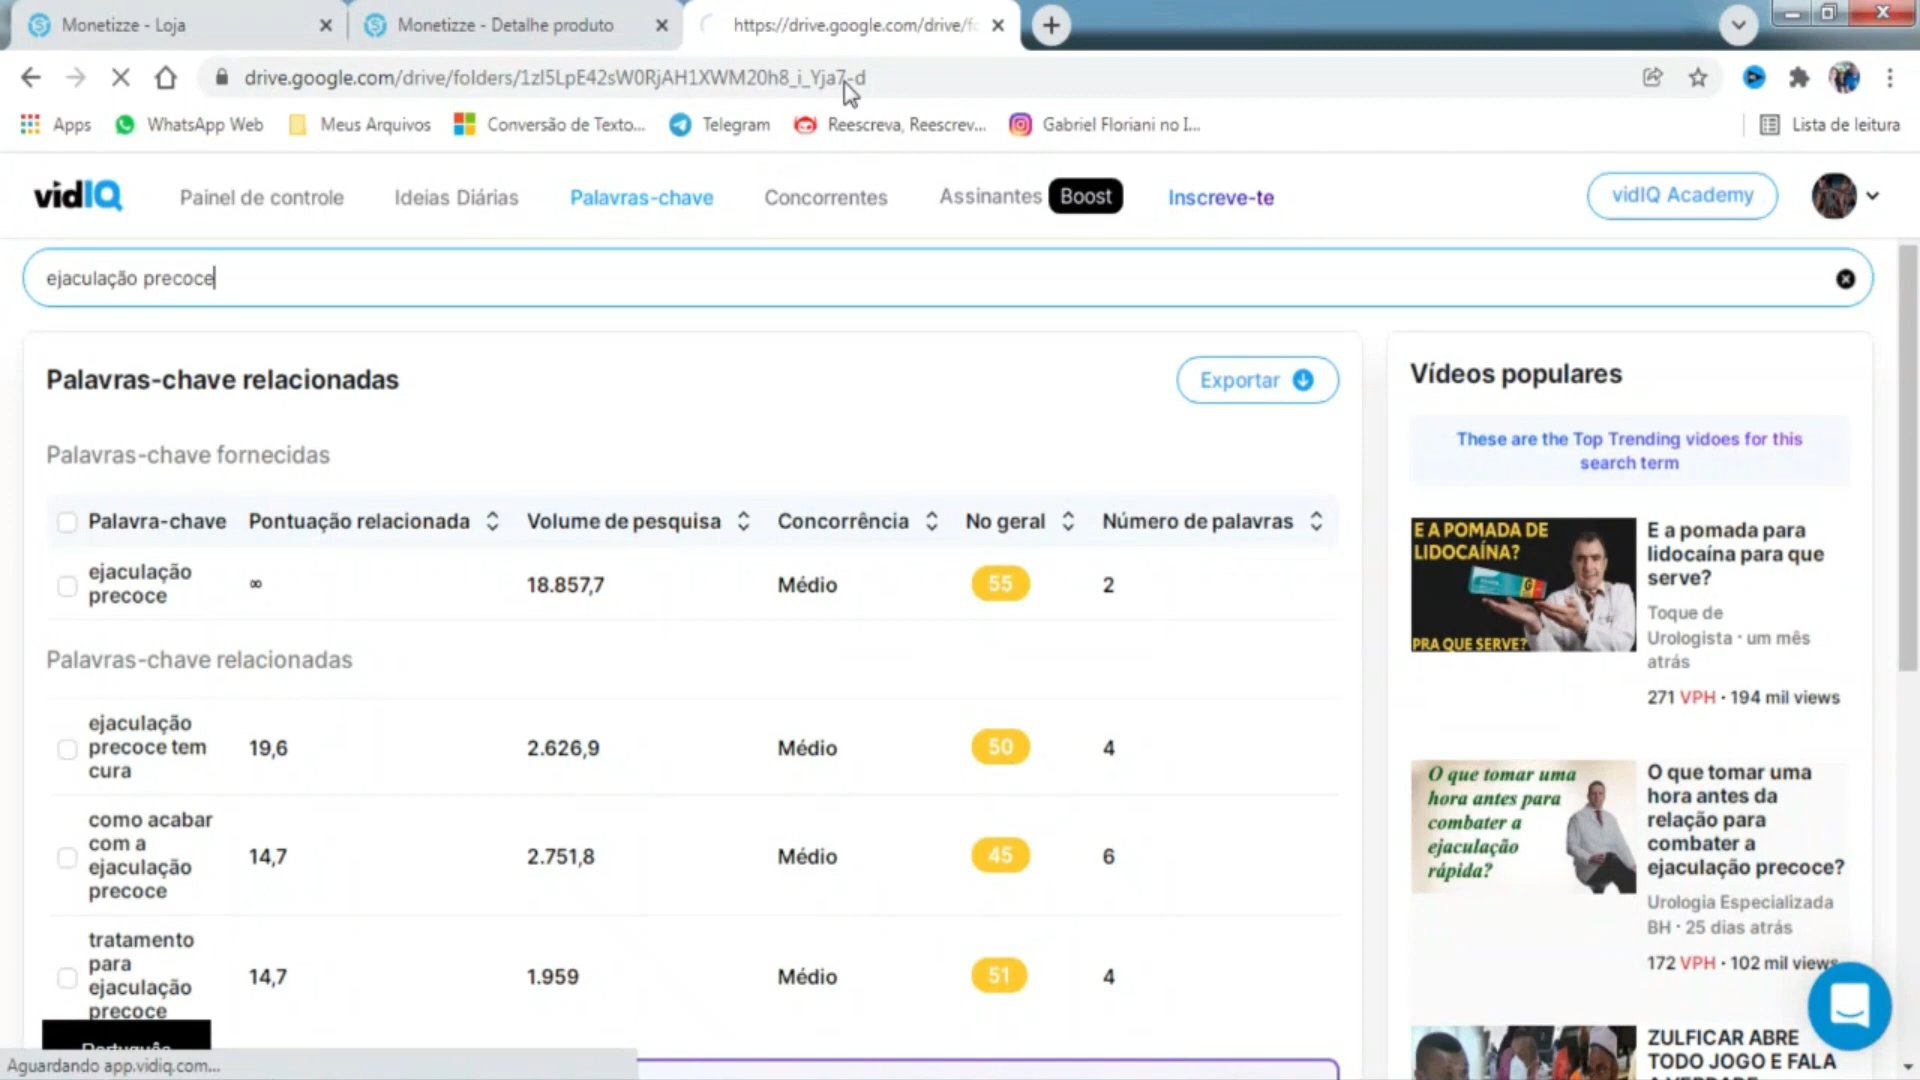 Monetizze - Loja
Monetizze - Detalhe produto
https://drive.google.com/drive/fo
drive.google.com/drive/folders/1zI5LpE42sW0RjAH1XWM20h8_i_Yja7-d
Apps
WhatsApp Web
Meus Arquivos
Conversão de Texto...
Telegram
Reescreva, Reescrev...
Gabriel Floriani no I...
Lista de leitura
vidIQ
Painel de controle
Ideias Diárias
Palavras-chave
Concorrentes
Assinantes Boost
Inscreve-te
vidIQ Academy
ejaculação precoce
Palavras-chave relacionadas
Exportar
Palavras-chave fornecidas
Palavra-chave Pontuação relacionada Volume de pesquisa Concorrência No geral Número de palavras
ejaculação
precoce
∞ 18.857,7 Médio 55 2
Palavras-chave relacionadas
ejaculação
precoce tem
cura
19,6 2.626,9 Médio 50 4
como acabar
com a
ejaculação
precoce
14,7 2.751,8 Médio 45 6
tratamento
para
ejaculação
precoce
14,7 1.959 Médio 51 4
Português
Aguardando app.vidiq.com...
Vídeos populares
These are the Top Trending vidoes for this
search term
E A POMADA DE
LIDOCAÍNA?
PRA QUE SERVE?
E a pomada para
lidocaína para que
serve?
Toque de
Urologista · um mês
atrás
271 VPH · 194 mil views
O que tomar uma
hora antes para
combater a
ejaculação
rápida?
O que tomar uma
hora antes da
relação para
combater a
ejaculação precoce?
Urologia Especializada
BH · 25 dias atrás
172 VPH · 102 mil views
ZULFICAR ABRE
TODO JOGO E FALA
A VERDADE